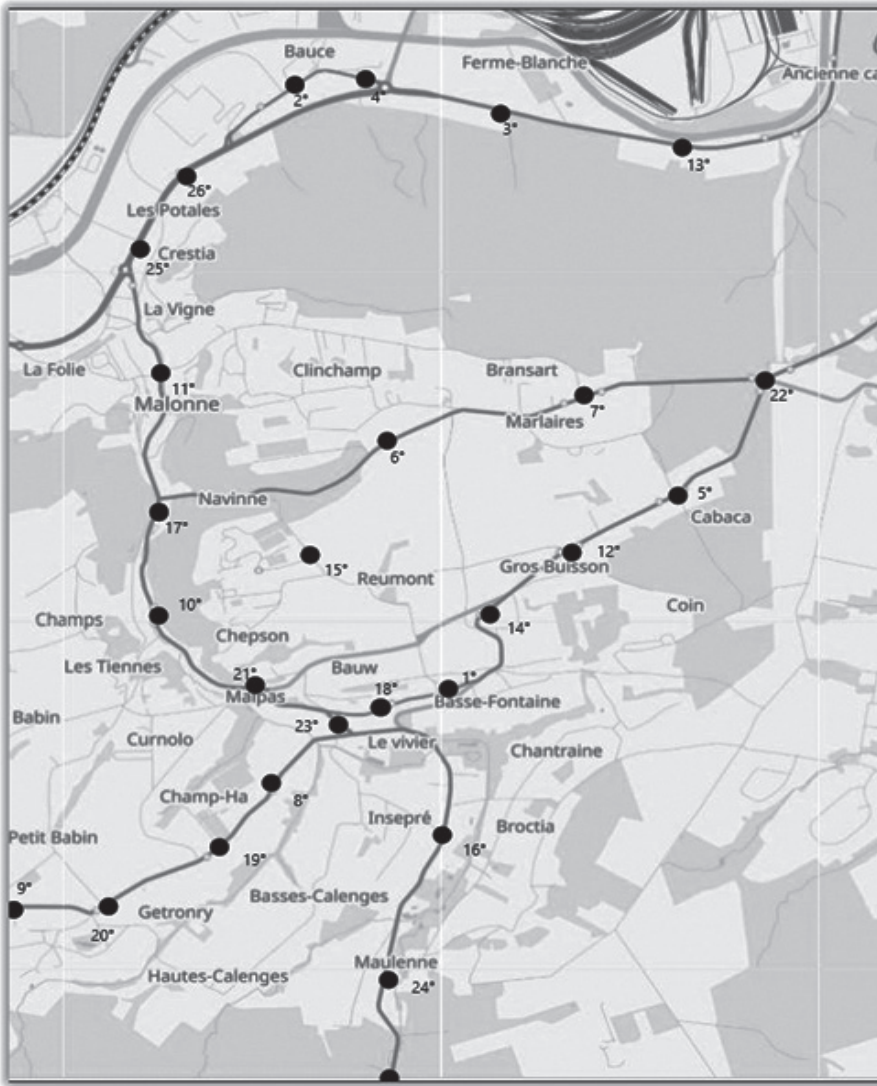 Bauce
Ferme-Blanche
Ancienne ca
2°
4°
3°
13°
26°
Les Potales
Crestia
25°
La Vigne
La Folie
11°
Clinchamp
Bransart
22°
Malonne
7°
Marlaires
6°
Navinne
5°
Cabaca
17°
12°
15°
Gros Buisson
Reumont
10°
Coin
Champs
14°
Chepson
Les Tiennes
Bauw
21°
1°
Malpas
18°
Basse-Fontaine
Babin
23°
Curnolo
Le vivier
Chantraine
Champ-Ha
8°
Insepré
Broctia
Petit Babin
19°
16°
9°
Basses-Calenges
Getronry
20°
Maulenne
Hautes-Calenges
24°